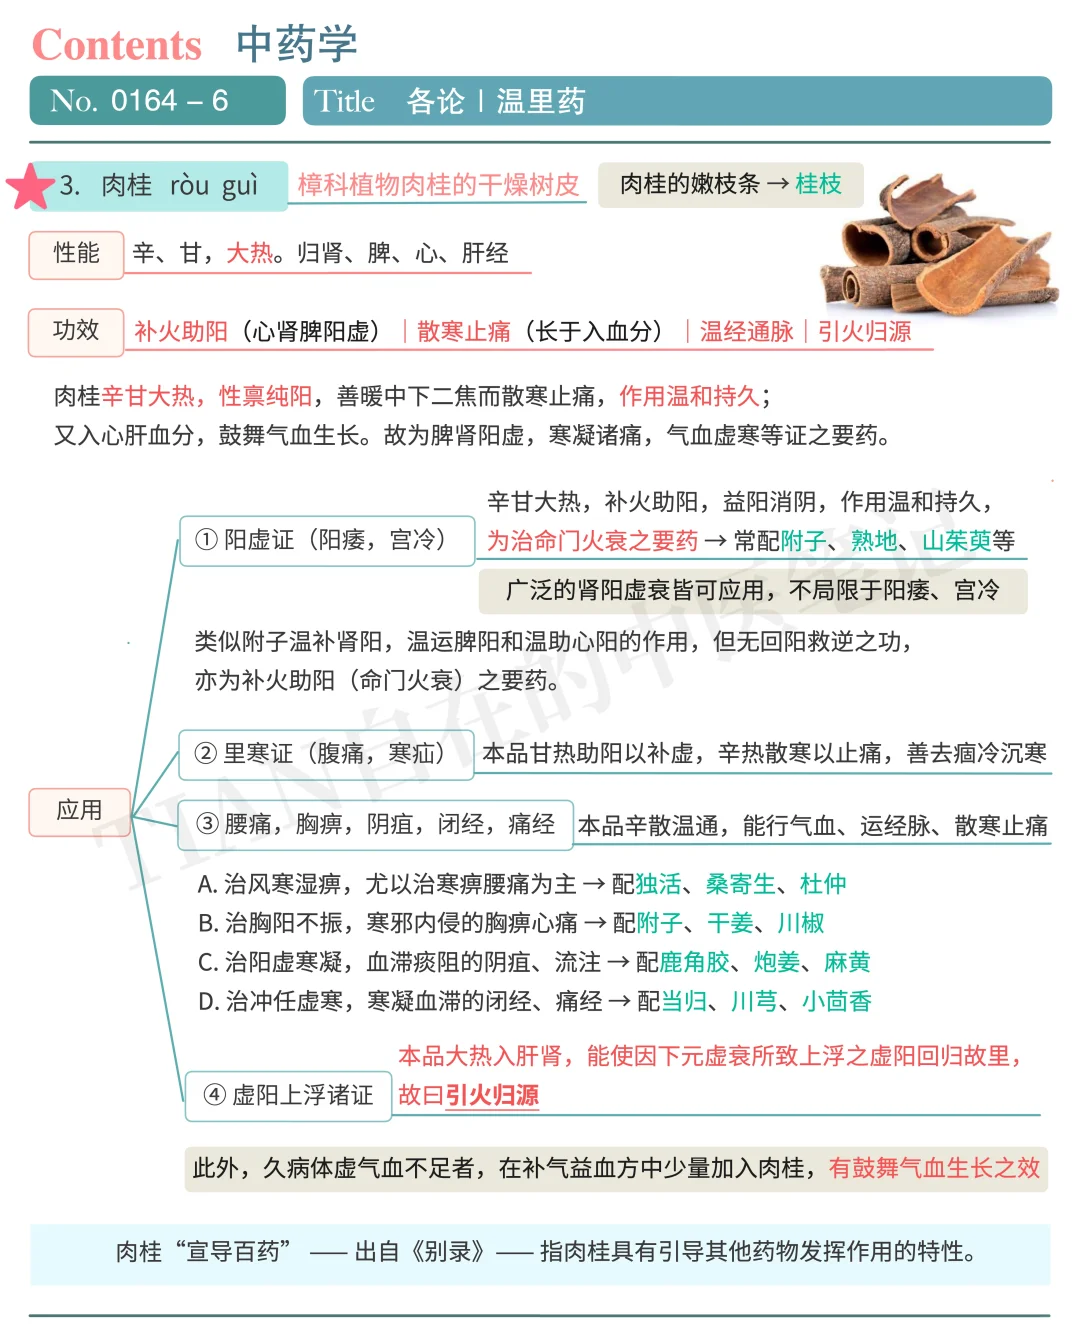 Contents 中药学
No. 0164 – 6
Title 各论 | 温里药
3. 肉桂 ròu guì 樟科植物肉桂的干燥树皮
肉桂的嫩枝条 → 桂枝
性能 辛、甘，大热。归肾、脾、心、肝经
功效 补火助阳（心肾脾阳虚）｜散寒止痛（长于入血分）｜温经通脉｜引火归源
肉桂辛甘大热，性禀纯阳，善暖中下二焦而散寒止痛，作用温和持久；
又入心肝血分，鼓舞气血生长。故为脾肾阳虚，寒凝诸痛，气血虚寒等证之要药。
应用
① 阳虚证（阳痿，宫冷）
辛甘大热，补火助阳，益阳消阴，作用温和持久，
为治命门火衰之要药 → 常配附子、熟地、山茱萸等
广泛的肾阳虚衰皆可应用，不局限于阳痿、宫冷
类似附子温补肾阳，温运脾阳和温助心阳的作用，但无回阳救逆之功，
亦为补火助阳（命门火衰）之要药。
② 里寒证（腹痛，寒疝） 本品甘热助阳以补虚，辛热散寒以止痛，善去痼冷沉寒
③ 腰痛，胸痹，阴疽，闭经，痛经 本品辛散温通，能行气血、运经脉、散寒止痛
A. 治风寒湿痹，尤以治寒痹腰痛为主 → 配独活、桑寄生、杜仲
B. 治胸阳不振，寒邪内侵的胸痹心痛 → 配附子、干姜、川椒
C. 治阳虚寒凝，血滞痰阻的阴疽、流注 → 配鹿角胶、炮姜、麻黄
D. 治冲任虚寒，寒凝血滞的闭经、痛经 → 配当归、川芎、小茴香
④ 虚阳上浮诸证
本品大热入肝肾，能使因下元虚衰所致上浮之虚阳回归故里，
故曰引火归源
此外，久病体虚气血不足者，在补气益血方中少量加入肉桂，有鼓舞气血生长之效
肉桂“宣导百药” —— 出自《别录》—— 指肉桂具有引导其他药物发挥作用的特性。
TIAN自在的中医笔记